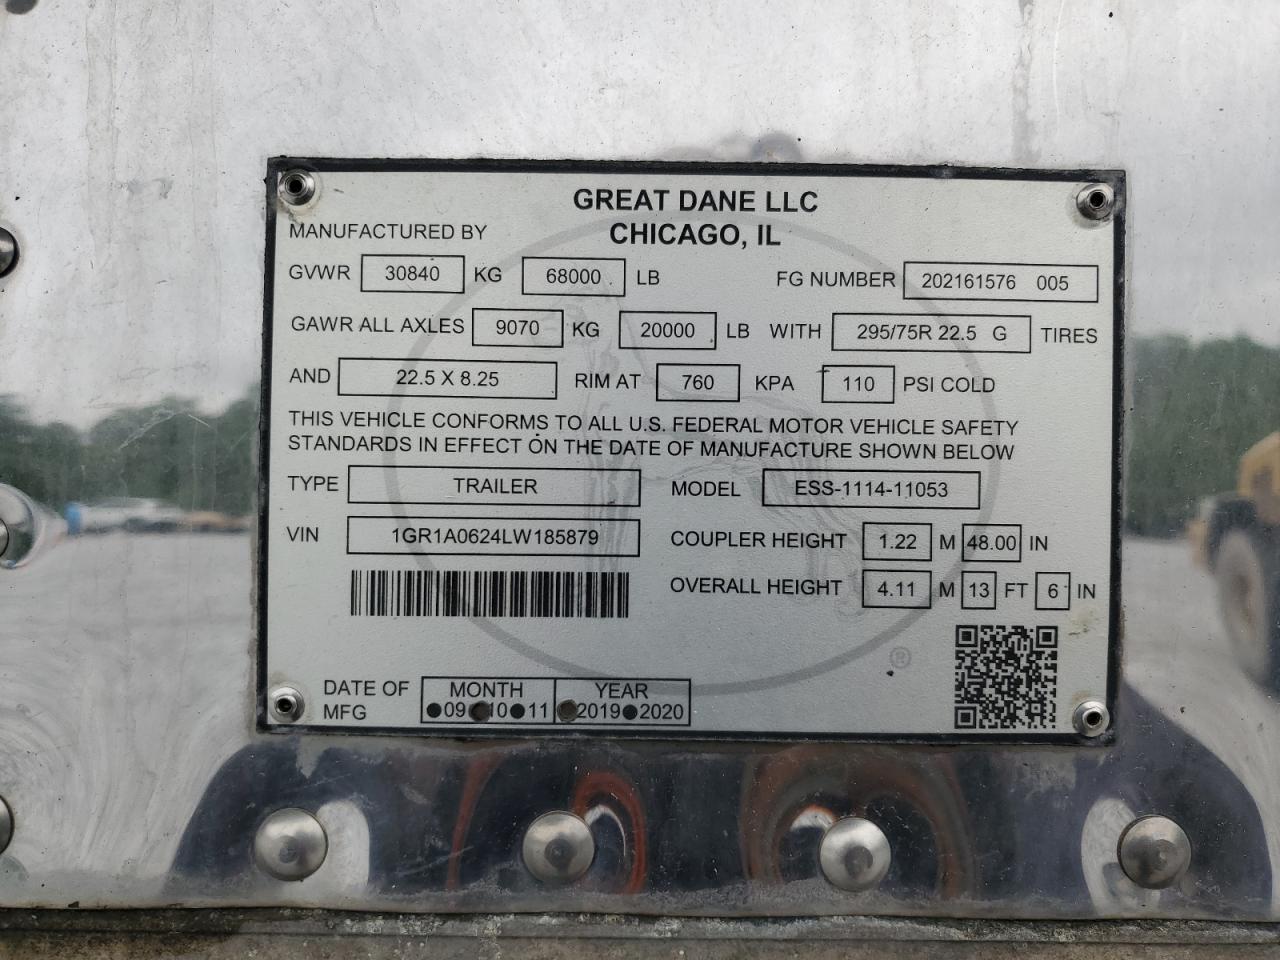 GREAT DANE LLC
MANUFACTURED BY CHICAGO, IL
GVWR 30840 KG 68000 LB FG NUMBER 202161576 005
GAWR ALL AXLES 9070 KG 20000 LB WITH 295/75R 22.5 G TIRES
AND 22.5 X 8.25 RIM AT 760 KPA 110 PSI COLD
THIS VEHICLE CONFORMS TO ALL U.S. FEDERAL MOTOR VEHICLE SAFETY
STANDARDS IN EFFECT ON THE DATE OF MANUFACTURE SHOWN BELOW
TYPE TRAILER MODEL ESS-1114-11053
VIN 1GR1A0624LW185879 COUPLER HEIGHT 1.22 M 48.00 IN
OVERALL HEIGHT 4.11 M 13 FT 6 IN
®
DATE OF MFG MONTH YEAR
●09 ●10 ●11 ●2019 ●2020